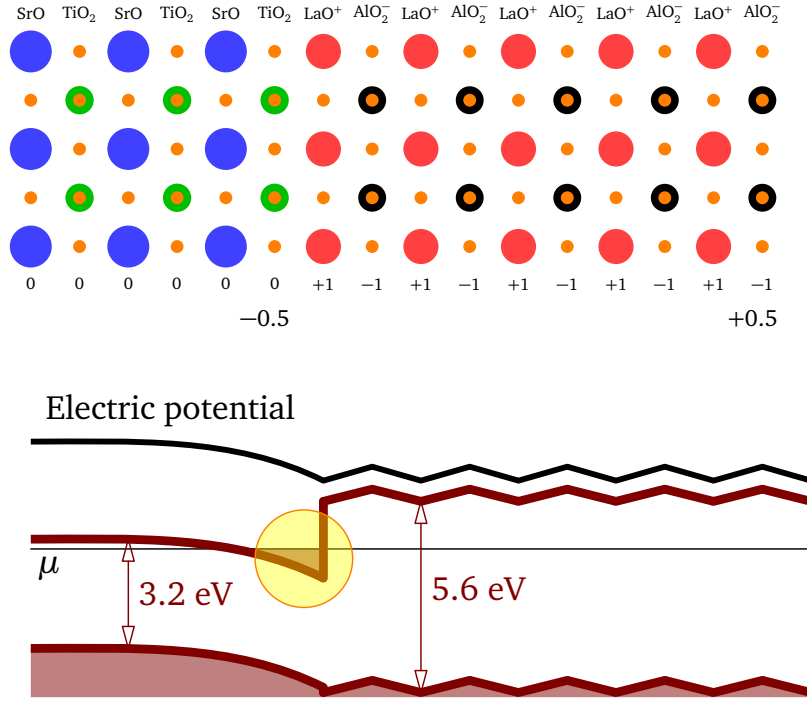 SrO TiO₂ SrO TiO₂ SrO TiO₂ LaO⁺ AlO₂⁻ LaO⁺ AlO₂⁻ LaO⁺ AlO₂⁻ LaO⁺ AlO₂⁻ LaO⁺ AlO₂⁻
0 0 0 0 0 0 +1 −1 +1 −1 +1 −1 +1 −1 +1 −1
−0.5 +0.5
Electric potential
μ
3.2 eV 5.6 eV